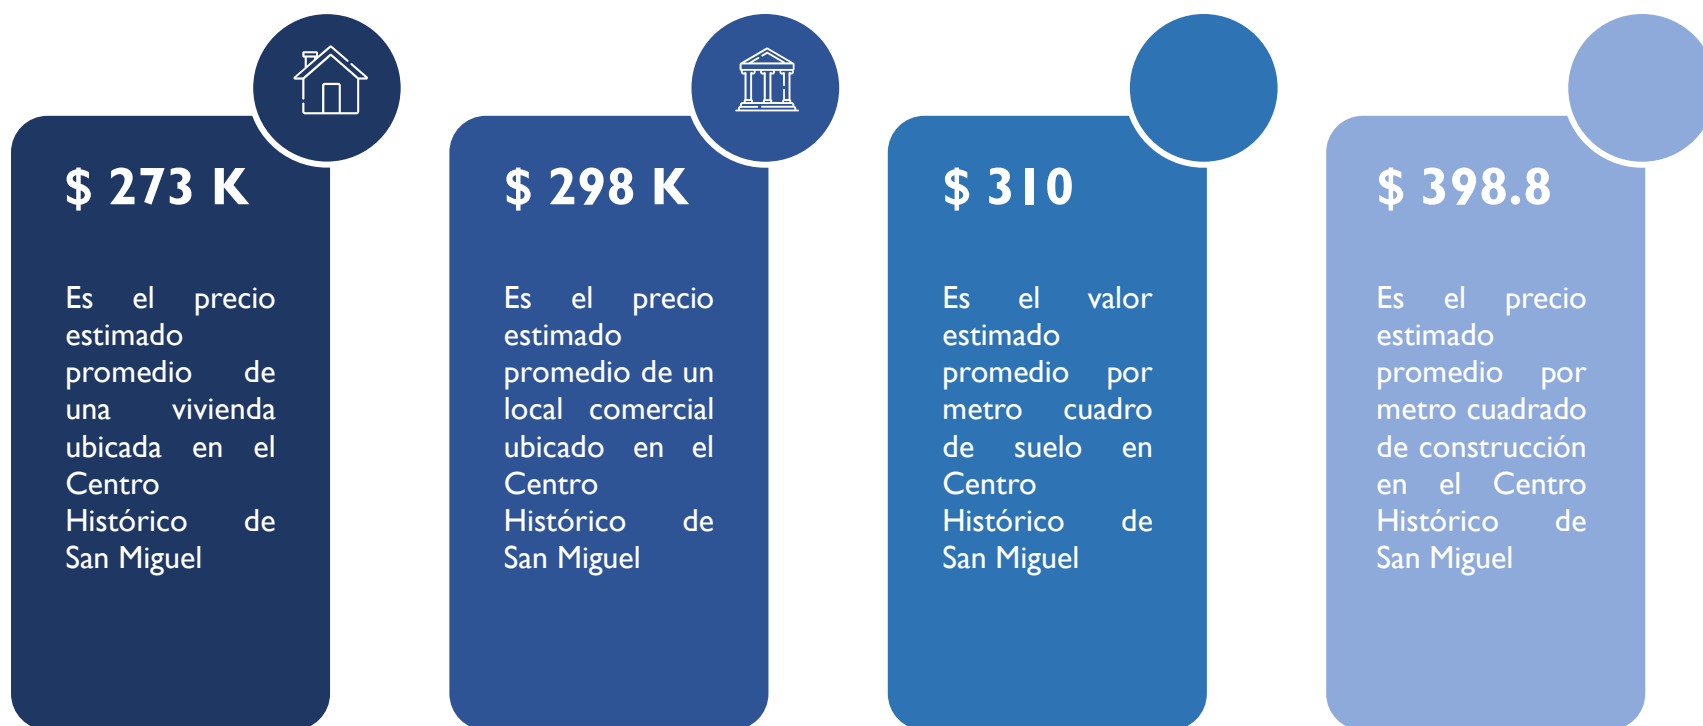 $ 273 K
Es el precio
estimado
promedio de
una vivienda
ubicada en el
Centro
Histórico de
San Miguel
$ 298 K
Es el precio
estimado
promedio de un
local comercial
ubicado en el
Centro
Histórico de
San Miguel
$ 310
Es el valor
estimado
promedio por
metro cuadro
de suelo en
Centro
Histórico de
San Miguel
$ 398.8
Es el precio
estimado
promedio por
metro cuadrado
de construcción
en el Centro
Histórico de
San Miguel